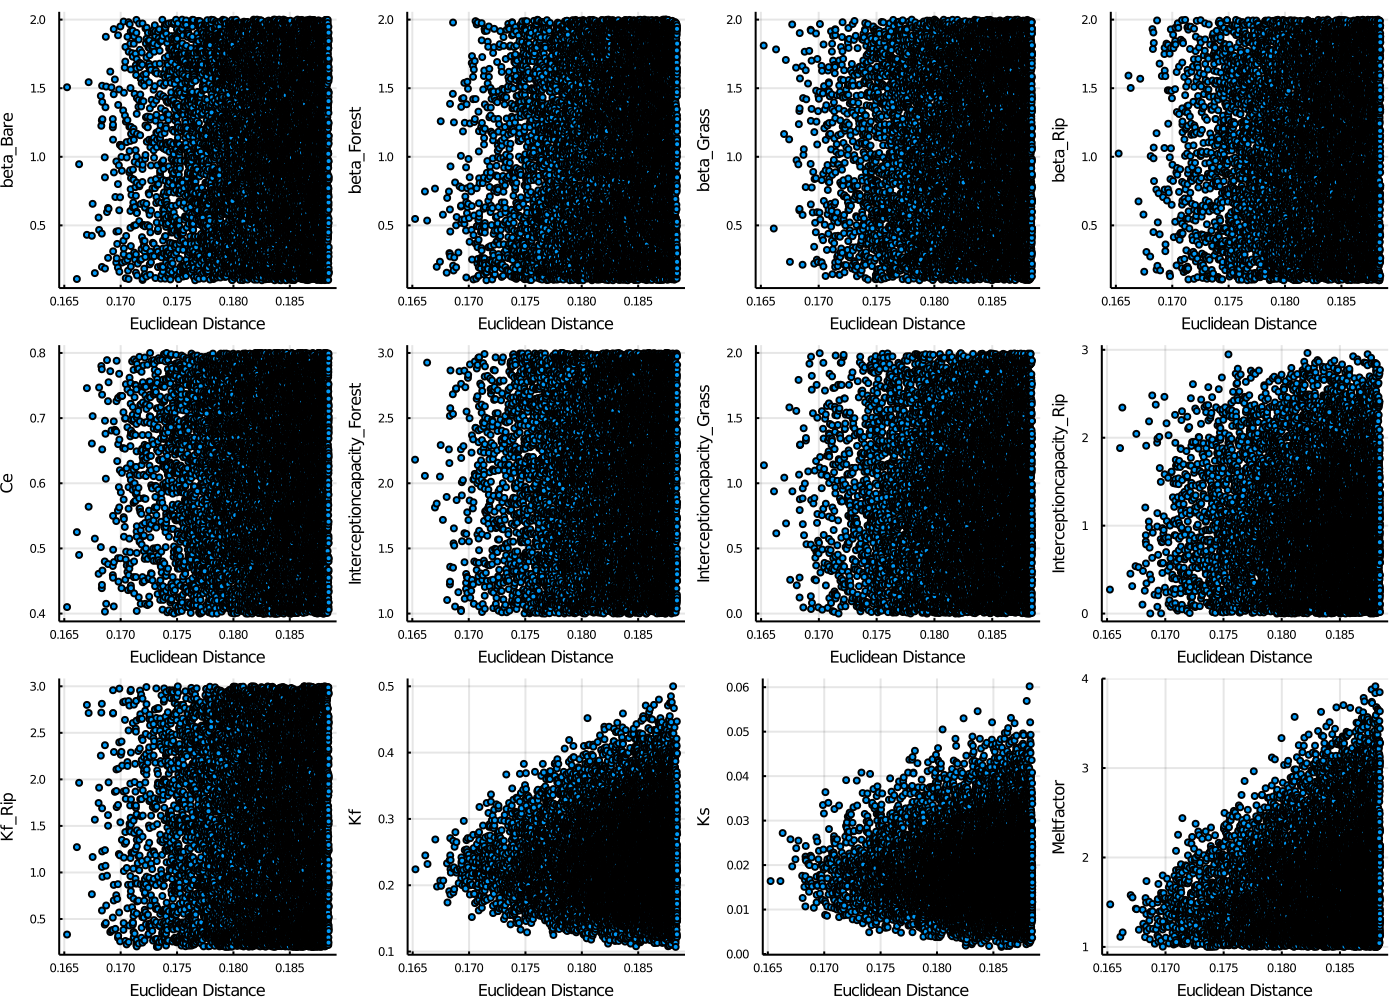 beta_Bare
2.0
1.5
1.0
0.5
0.165 0.170 0.175 0.180 0.185
Euclidean Distance
beta_Forest
2.0
1.5
1.0
0.5
0.165 0.170 0.175 0.180 0.185
Euclidean Distance
beta_Grass
2.0
1.5
1.0
0.5
0.165 0.170 0.175 0.180 0.185
Euclidean Distance
beta_Rip
2.0
1.5
1.0
0.5
0.165 0.170 0.175 0.180 0.185
Euclidean Distance
Ce
0.8
0.7
0.6
0.5
0.4
0.165 0.170 0.175 0.180 0.185
Euclidean Distance
Interceptioncapacity_Forest
3.0
2.5
2.0
1.5
1.0
0.165 0.170 0.175 0.180 0.185
Euclidean Distance
Interceptioncapacity_Grass
2.0
1.5
1.0
0.5
0.0
0.165 0.170 0.175 0.180 0.185
Euclidean Distance
Interceptioncapacity_Rip
3
2
1
0
0.165 0.170 0.175 0.180 0.185
Euclidean Distance
Kf_Rip
3.0
2.5
2.0
1.5
1.0
0.5
0.165 0.170 0.175 0.180 0.185
Euclidean Distance
Kf
0.5
0.4
0.3
0.2
0.1
0.165 0.170 0.175 0.180 0.185
Euclidean Distance
Ks
0.06
0.05
0.04
0.03
0.02
0.01
0.00
0.165 0.170 0.175 0.180 0.185
Euclidean Distance
Meltfactor
4
3
2
1
0.165 0.170 0.175 0.180 0.185
Euclidean Distance